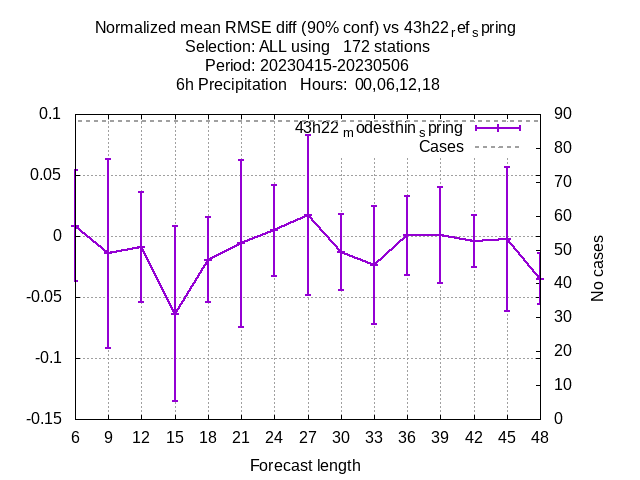 Normalized mean RMSE diff (90% conf) vs 43h22refspring
Selection: ALL using   172 stations
Period: 20230415-20230506
6h Precipitation   Hours:  00,06,12,18
43h22modesthinspring
Cases
0.1
0.05
0
-0.05
-0.1
-0.15
90
80
70
60
50
40
30
20
10
0
No cases
6 9 12 15 18 21 24 27 30 33 36 39 42 45 48
Forecast length